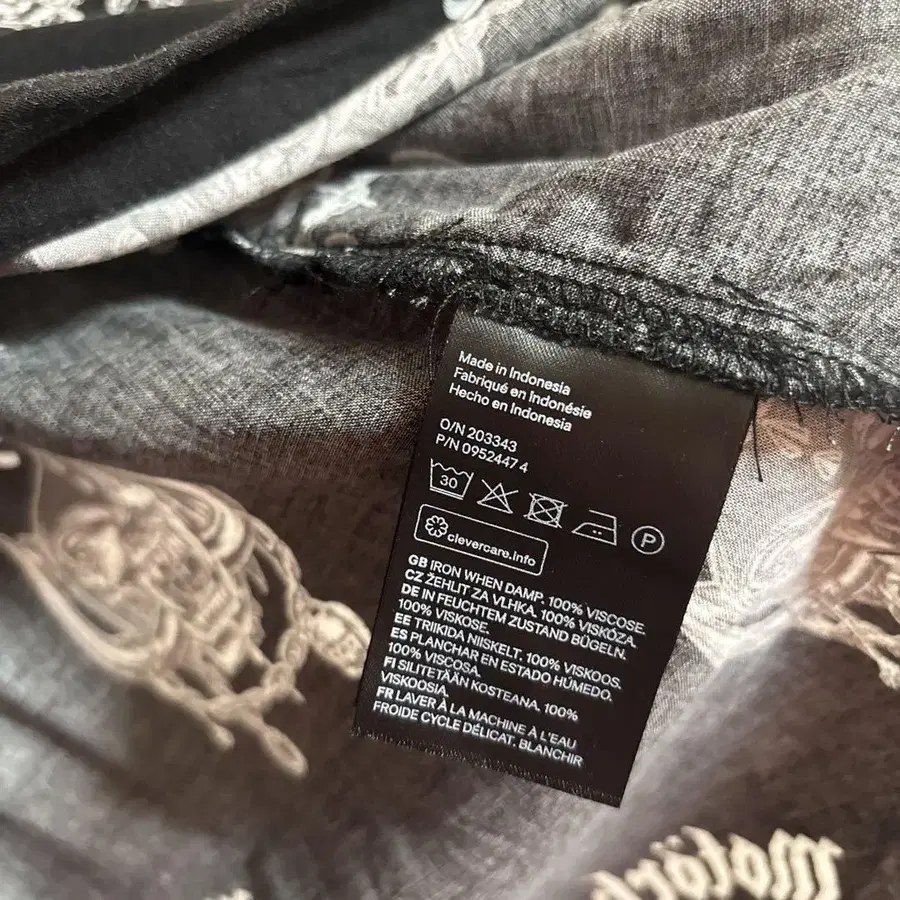 Made in Indonesia
Fabriqué en Indonésie
Hecho en Indonesia
O/N 203343
P/N 0952447 4
30
P
clevercare.info
GB IRON WHEN DAMP. 100% VISCOSE.
CZ ŽEHLIT ZA VLHKA. 100% VISKÓZA.
DE IN FEUCHTEM ZUSTAND BÜGELN.
100% VISKOSE.
EE TRIIKIDA NIISKELT. 100% VISKOOS.
ES PLANCHAR EN ESTADO HÚMEDO.
100% VISCOSA.
FI SILITETÄÄN KOSTEANA. 100%
VISKOOSIA.
FR LAVER À LA MACHINE À L'EAU
FROIDE CYCLE DÉLICAT. BLANCHIR